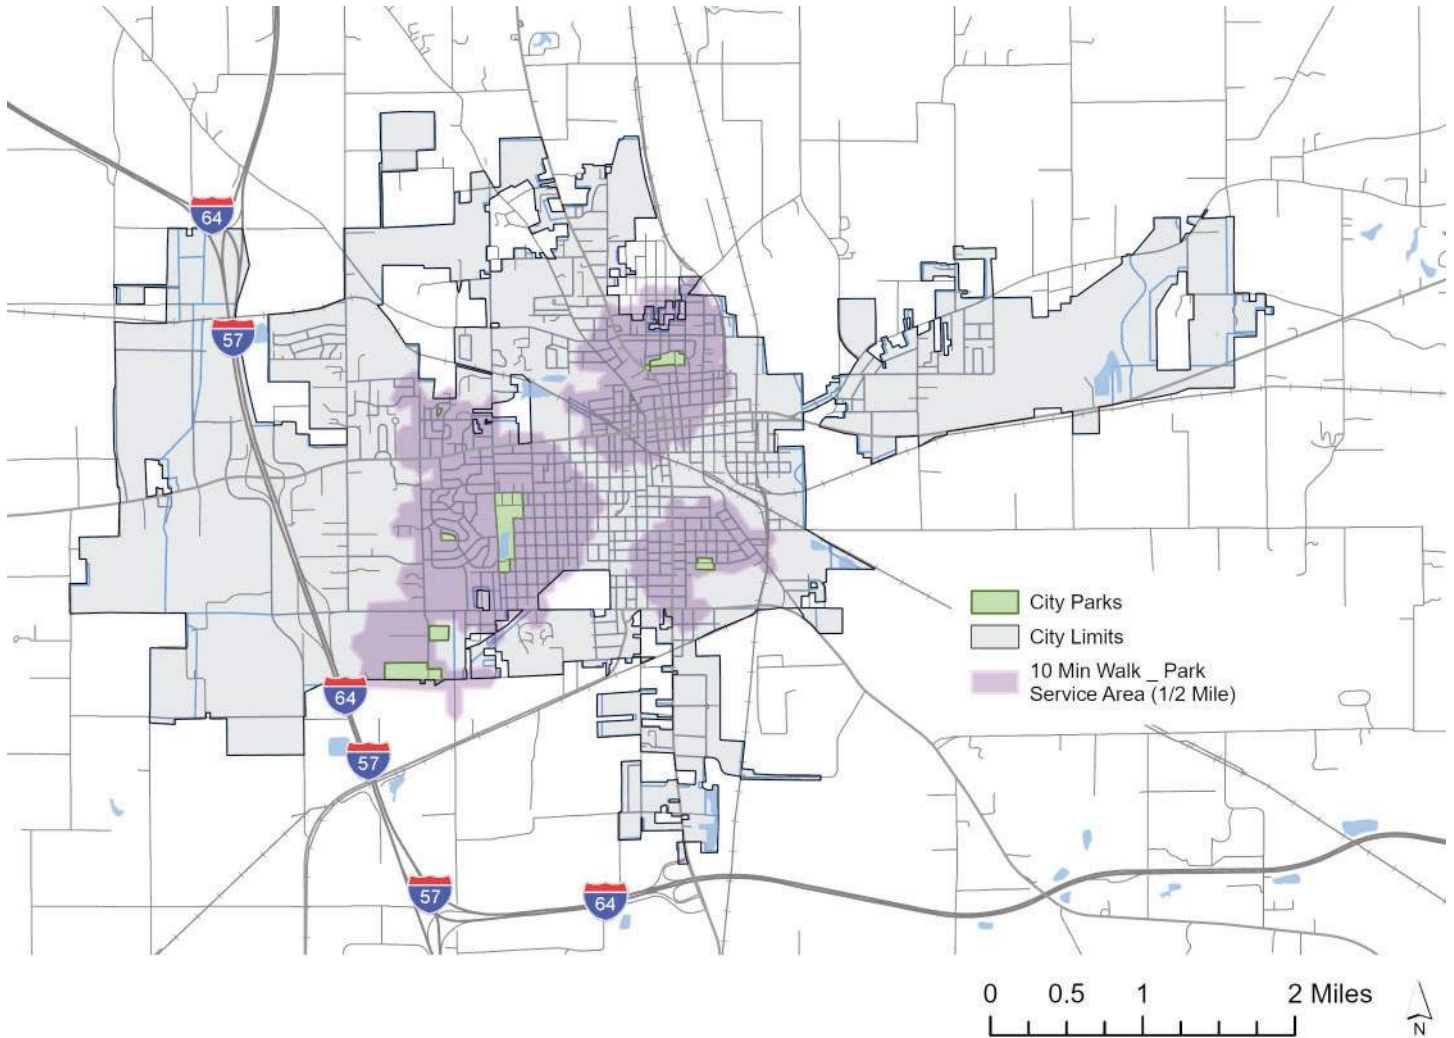 64
57
City Parks
City Limits
10 Min Walk _ Park
Service Area (1/2 Mile)
64
57
57
64
0 0.5 1 2 Miles
N